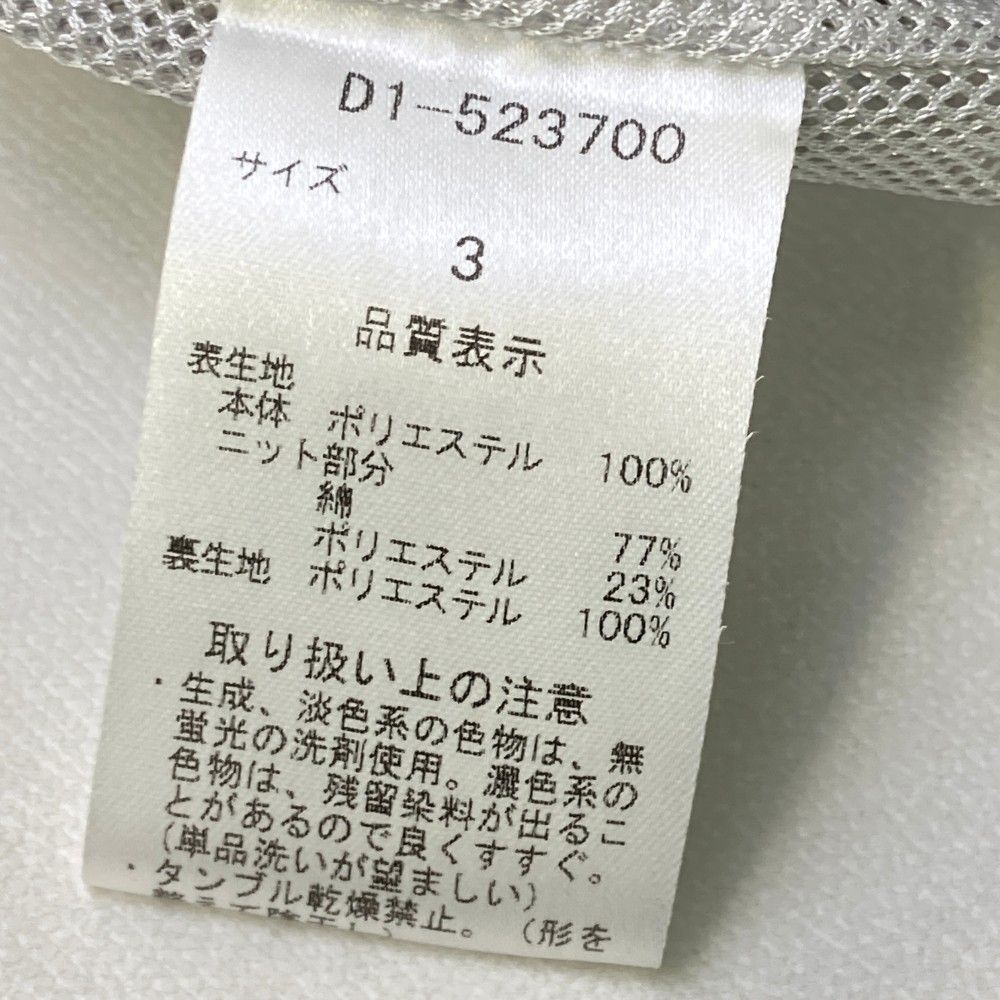 D1-523700
サイズ
3
品質表示
表生地
本体 ポリエステル 100%
ニット部分
綿 77%
ポリエステル 23%
裏生地 ポリエステル 100%
取り扱い上の注意
・生成、淡色系の色物は、無
蛍光の洗剤使用。濃色系の
色物は、残留染料が出るこ
とがあるので良くすすぐ。
(単品洗いが望ましい)
・タンブル乾燥禁止。(形を